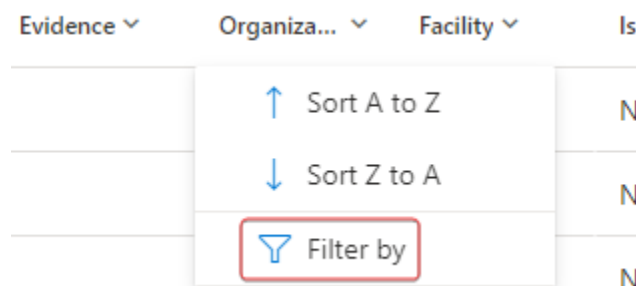 Evidence Organiza... Facility Is
Sort A to Z
N
Sort Z to A
N
Filter by
N